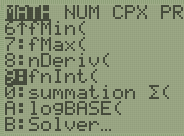 MATH NUM CPX PR
6↑fMin(
7:fMax(
8:nDeriv(
9:fnInt(
0:summation Σ(
A:logBASE(
B:Solver…